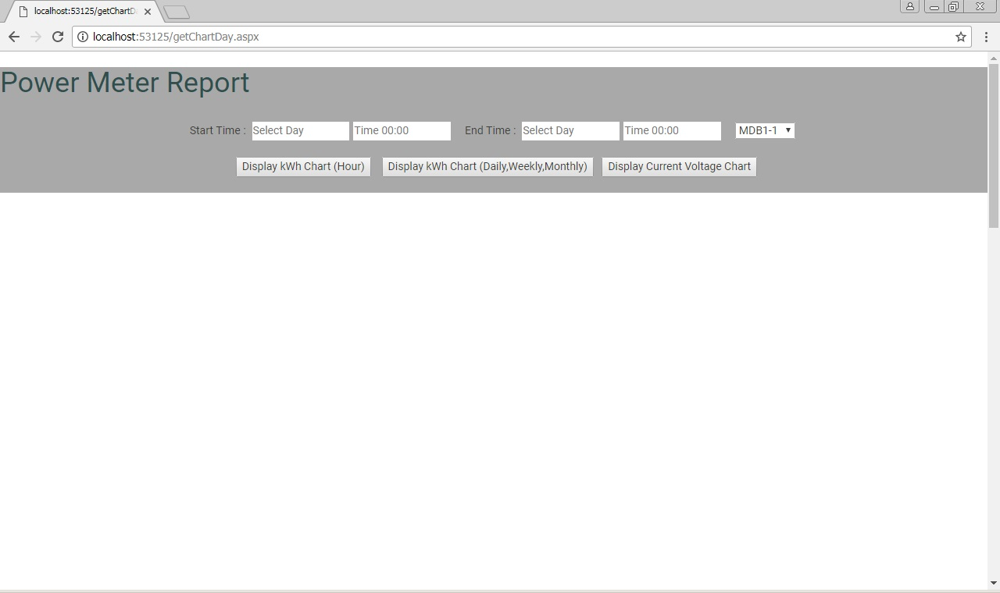 localhost:53125/getChartD
localhost:53125/getChartDay.aspx
Power Meter Report
Start Time : Select Day Time 00:00 End Time : Select Day Time 00:00 MDB1-1
Display kWh Chart (Hour) Display kWh Chart (Daily,Weekly,Monthly) Display Current Voltage Chart